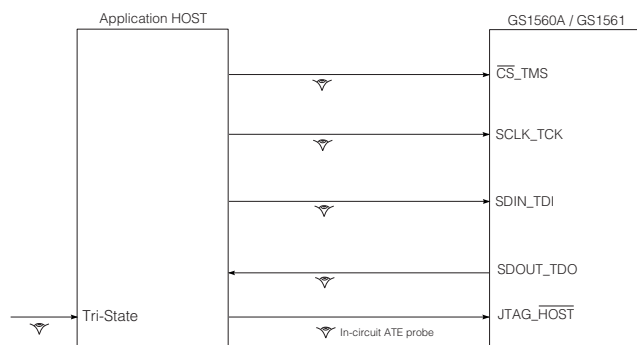 Application HOST
GS1560A / GS1561
CS_TMS
SCLK_TCK
SDIN_TDI
SDOUT_TDO
Tri-State
JTAG_HOST
In-circuit ATE probe